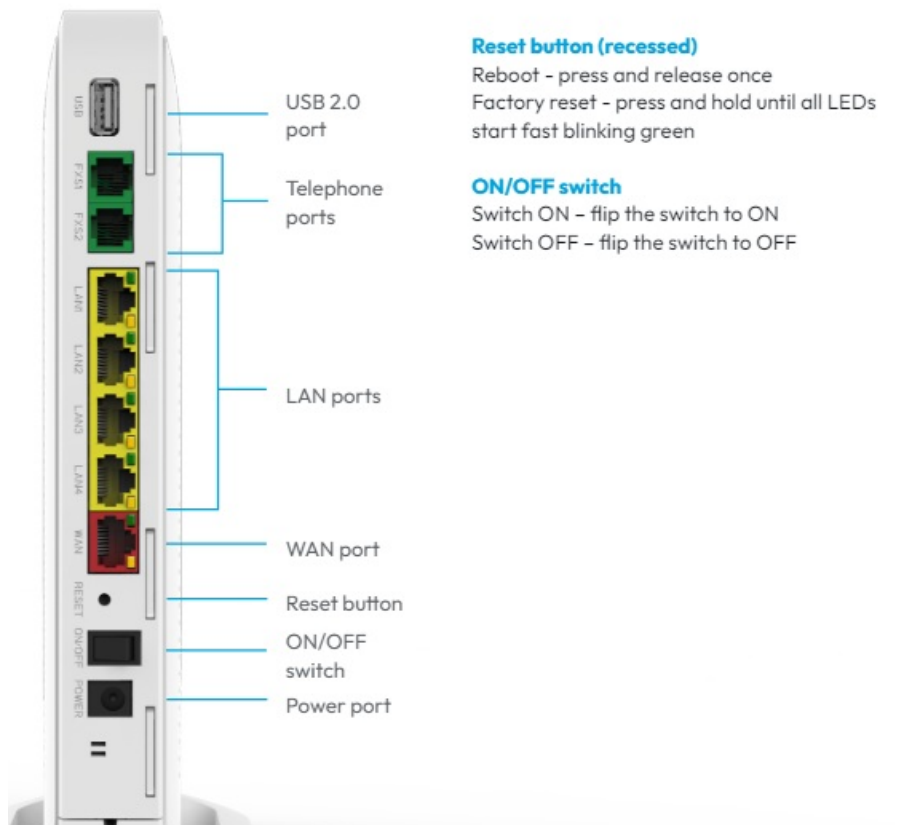 USB
FXS1
FXS2
LAN1
LAN2
LAN3
LAN4
WAN
RESET
ON/OFF
POWER
USB 2.0
port
Telephone
ports
LAN ports
WAN port
Reset button
ON/OFF
switch
Power port
Reset button (recessed)
Reboot - press and release once
Factory reset - press and hold until all LEDs
start fast blinking green
ON/OFF switch
Switch ON – flip the switch to ON
Switch OFF – flip the switch to OFF